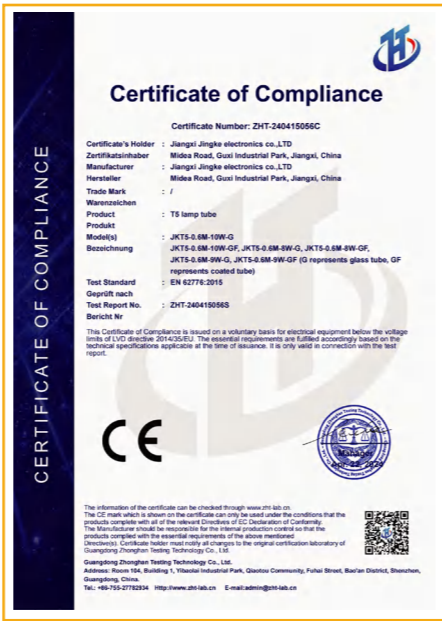 Certificate of Compliance
CERTIFICATE OF COMPLIANCE
Certificate Number: ZHT-240415056C
Certificate's Holder : Jiangxi Jingke electronics co.,LTD
Zertifikatsinhaber Midea Road, Guxi Industrial Park, Jiangxi, China
Manufacturer : Jiangxi Jingke electronics co.,LTD
Hersteller Midea Road, Guxi Industrial Park, Jiangxi, China
Trade Mark : /
Warenzeichen
Product : T5 lamp tube
Produkt
Model(s) : JKT5-0.6M-10W-G
Bezeichnung JKT5-0.6M-10W-GF, JKT5-0.6M-8W-G, JKT5-0.6M-8W-GF,
JKT5-0.6M-9W-G, JKT5-0.6M-9W-GF (G represents glass tube, GF
represents coated tube)
Test Standard : EN 62776:2015
Geprüft nach
Test Report No. : ZHT-240415056S
Bericht Nr
This Certificate of Compliance is issued on a voluntary basis for electrical equipment below the voltage
limits of LVD directive 2014/35/EU. The essential requirements are fulfilled accordingly based on the
technical specifications applicable at the time of issuance. It is only valid in connection with the test
report.
CE
Manager
Apr. 22, 2024
The information of the certificate can be checked through www.zht-lab.cn.
The CE mark which is shown on the certificate can only be used under the conditions that the
products complete with all of the relevant Directives of EC Declaration of Conformity.
The Manufacturer should be responsible for the internal production control so that the
products complied with the essential requirements of the above mentioned
Directive(s). Certificate holder must notify all changes to the original certification laboratory of
Guangdong Zhonghan Testing Technology Co., Ltd.
Guangdong Zhonghan Testing Technology Co., Ltd.
Address: Room 104, Building 1, Yibaolai Industrial Park, Qiaotou Community, Fuhai Street, Bao'an District, Shenzhen,
Guangdong, China.
Tel.: +86-755-27782934 Http://www.zht-lab.cn E-mail:admin@zht-lab.cn